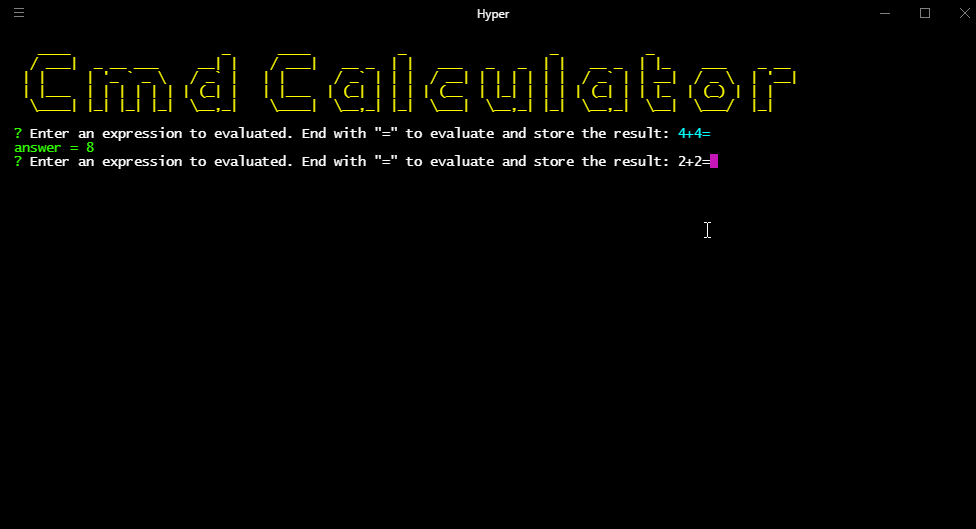 Hyper
Cmd Calculator
? Enter an expression to evaluated. End with "=" to evaluate and store the result: 4+4=
answer = 8
? Enter an expression to evaluated. End with "=" to evaluate and store the result: 2+2=